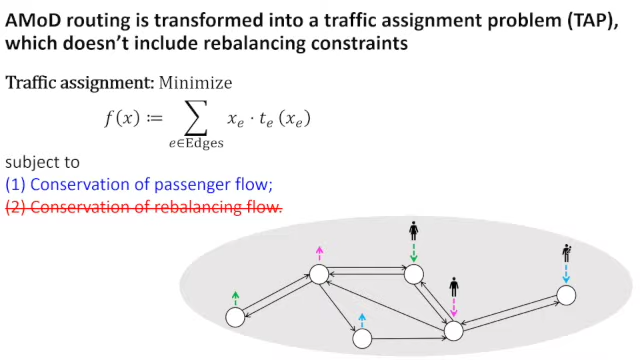 AMoD routing is transformed into a traffic assignment problem (TAP),
which doesn't include rebalancing constraints
Traffic assignment: Minimize
f(x) ≔ ∑ x_e · t_e (x_e)
e∈Edges
subject to
(1) Conservation of passenger flow;
(2) Conservation of rebalancing flow.